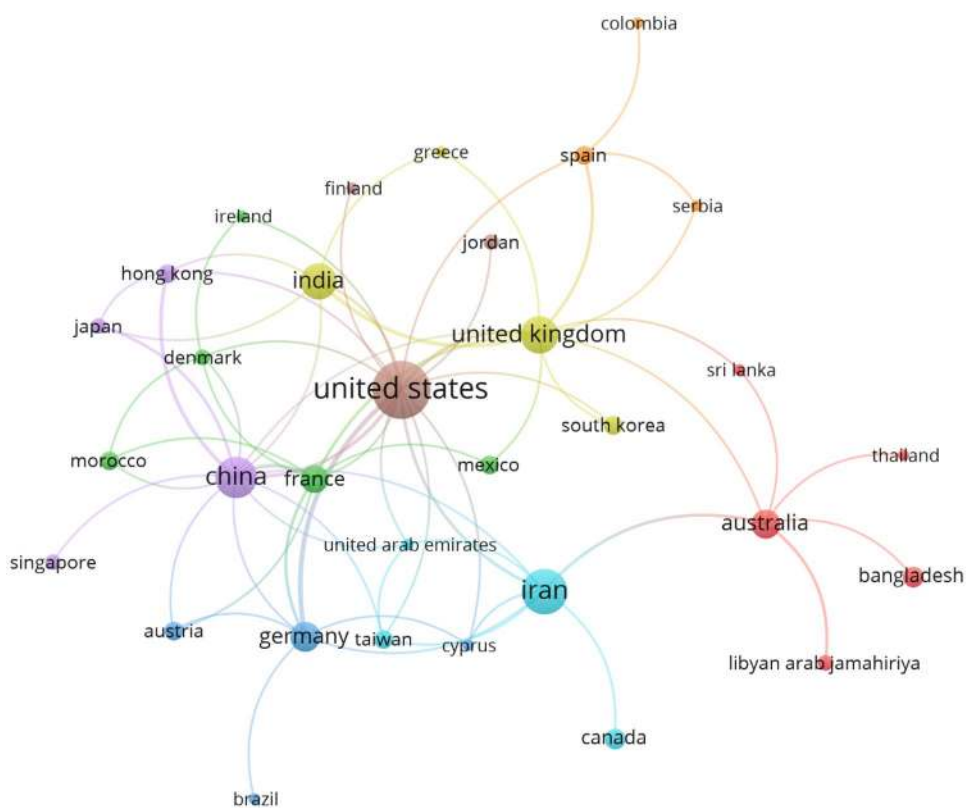 colombia
greece
spain
finland
serbia
ireland
jordan
hong kong
india
japan
united kingdom
denmark
sri lanka
united states
south korea
thailand
morocco
mexico
china
france
australia
united arab emirates
singapore
bangladesh
iran
austria
germany
taiwan
cyprus
libyan arab jamahiriya
canada
brazil